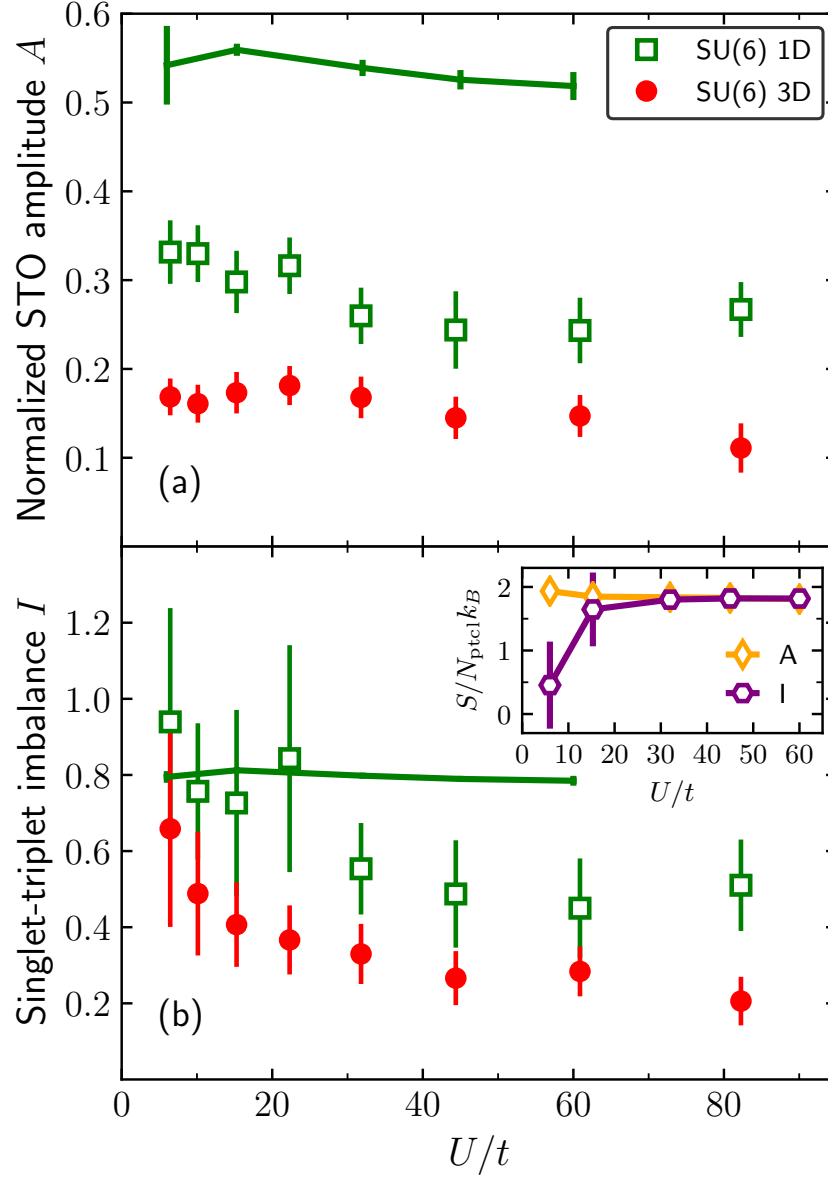 Normalized STO amplitude A
0.6
0.5
0.4
0.3
0.2
0.1
SU(6) 1D
SU(6) 3D
(a)
Singlet-triplet imbalance I
1.2
1.0
0.8
0.6
0.4
0.2
(b)
S/N_ptcl k_B
2
1
0
A
I
0 10 20 30 40 50 60
U/t
0 20 40 60 80
U/t